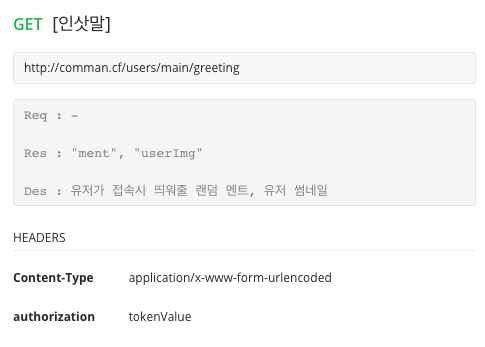 GET [인삿말]
http://comman.cf/users/main/greeting
Req : -
Res : "ment", "userImg"
Des : 유저가 접속시 띄워줄 랜덤 멘트, 유저 썸네일
HEADERS
Content-Type application/x-www-form-urlencoded
authorization tokenValue